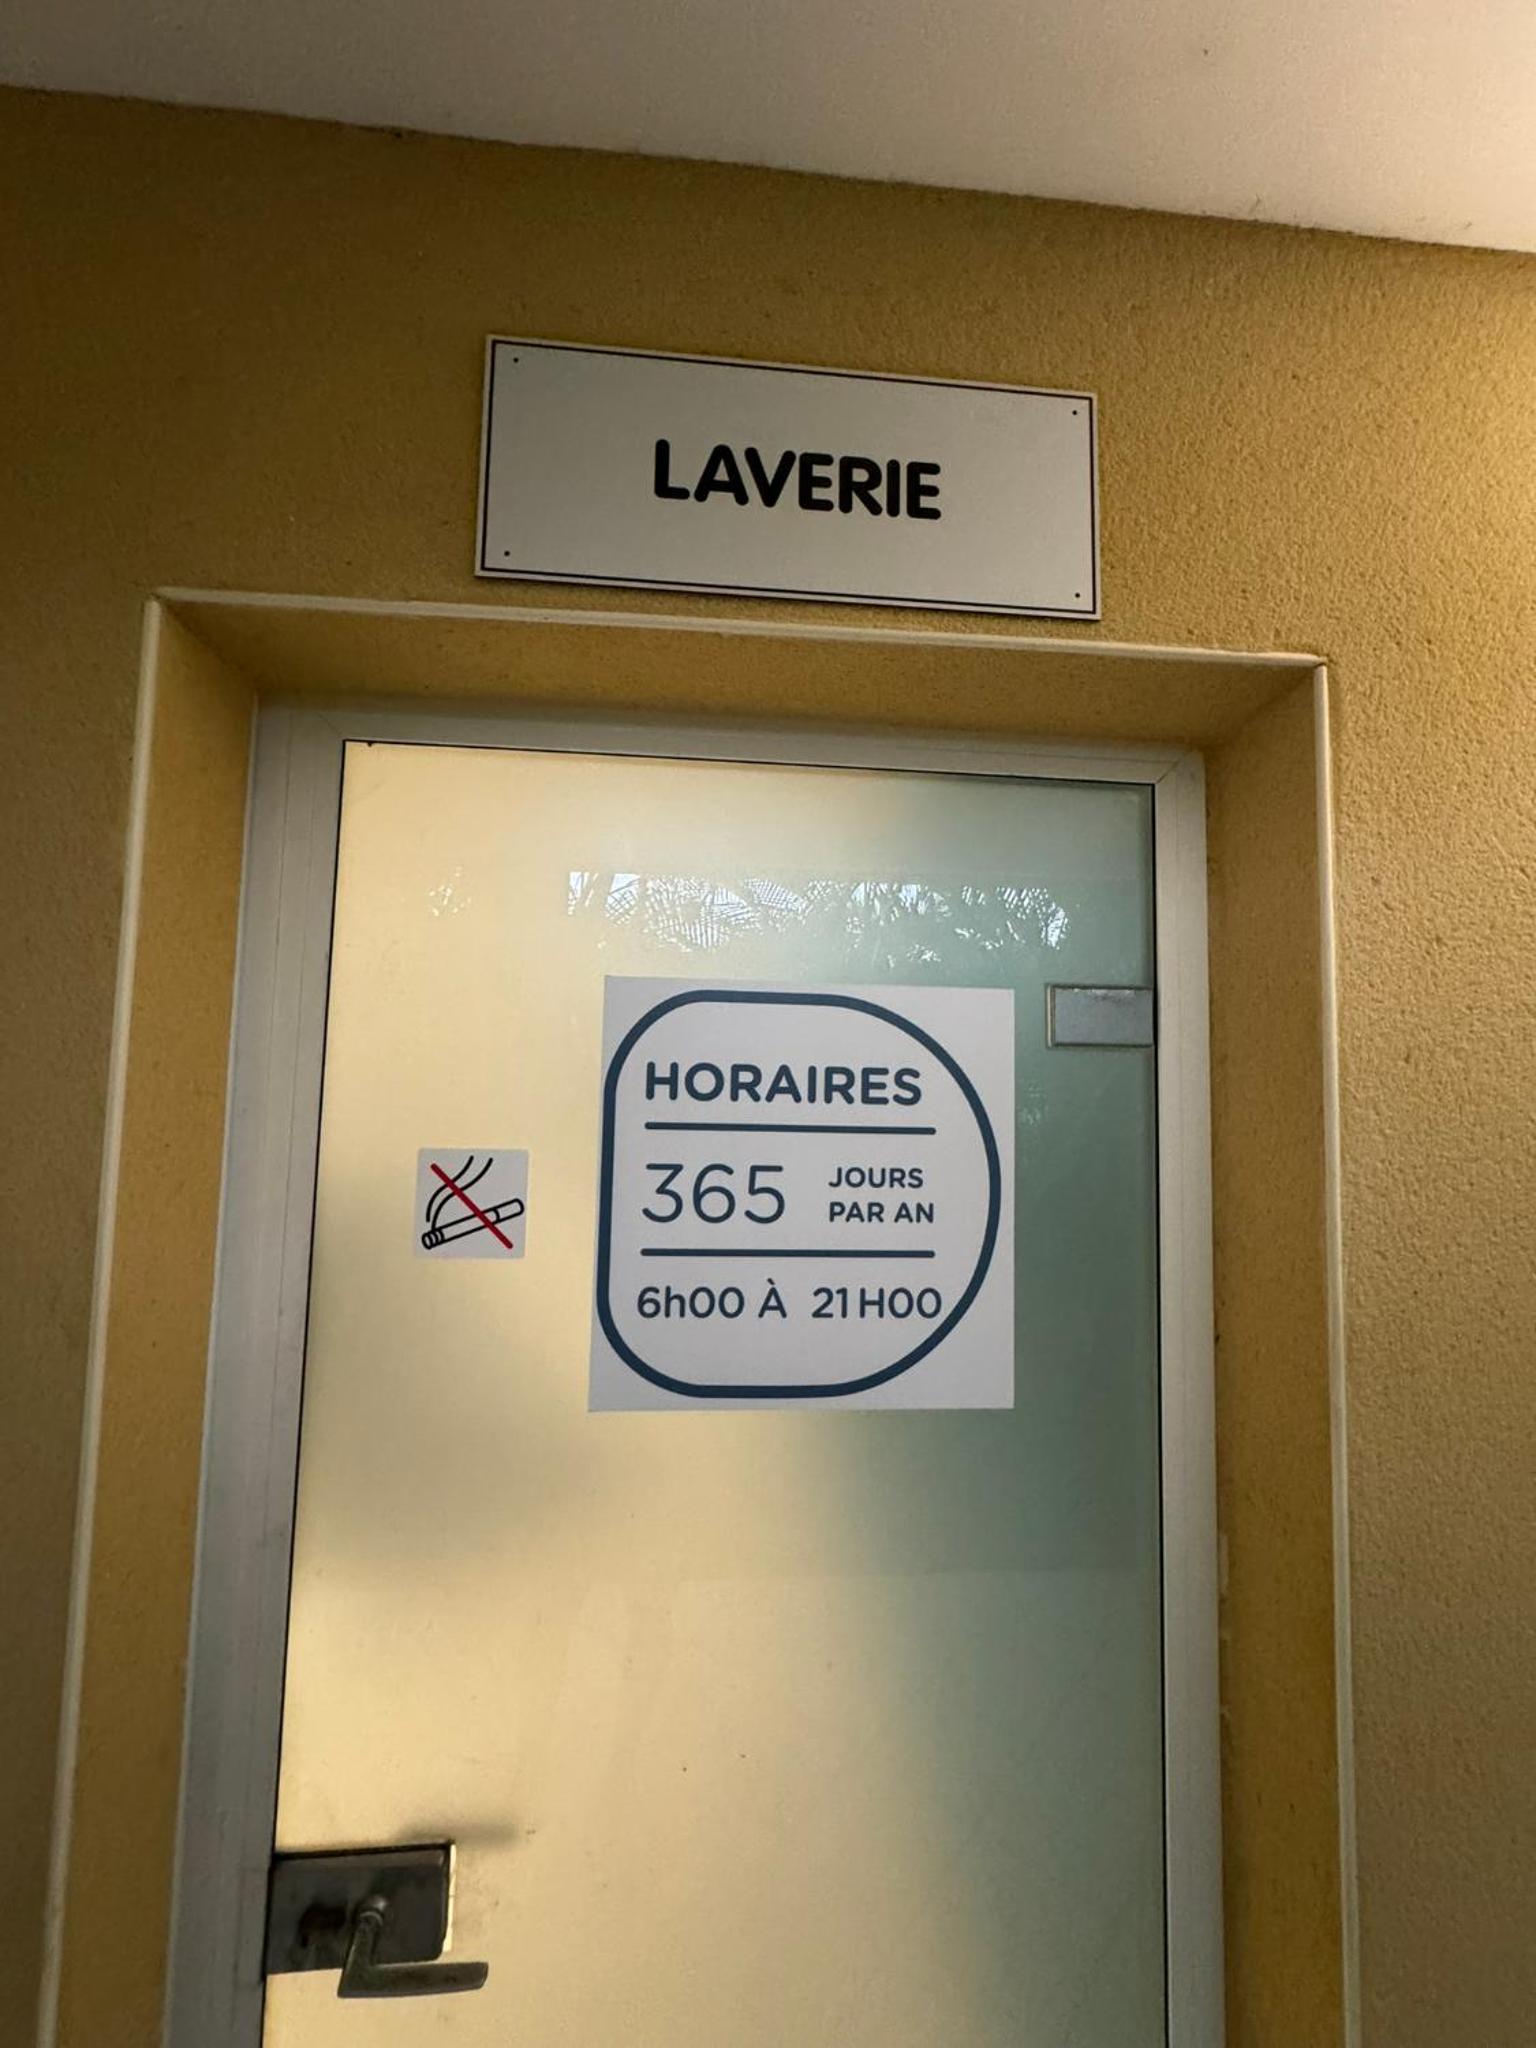 LAVERIE
HORAIRES
365 JOURS
PAR AN
6h00 À 21H00